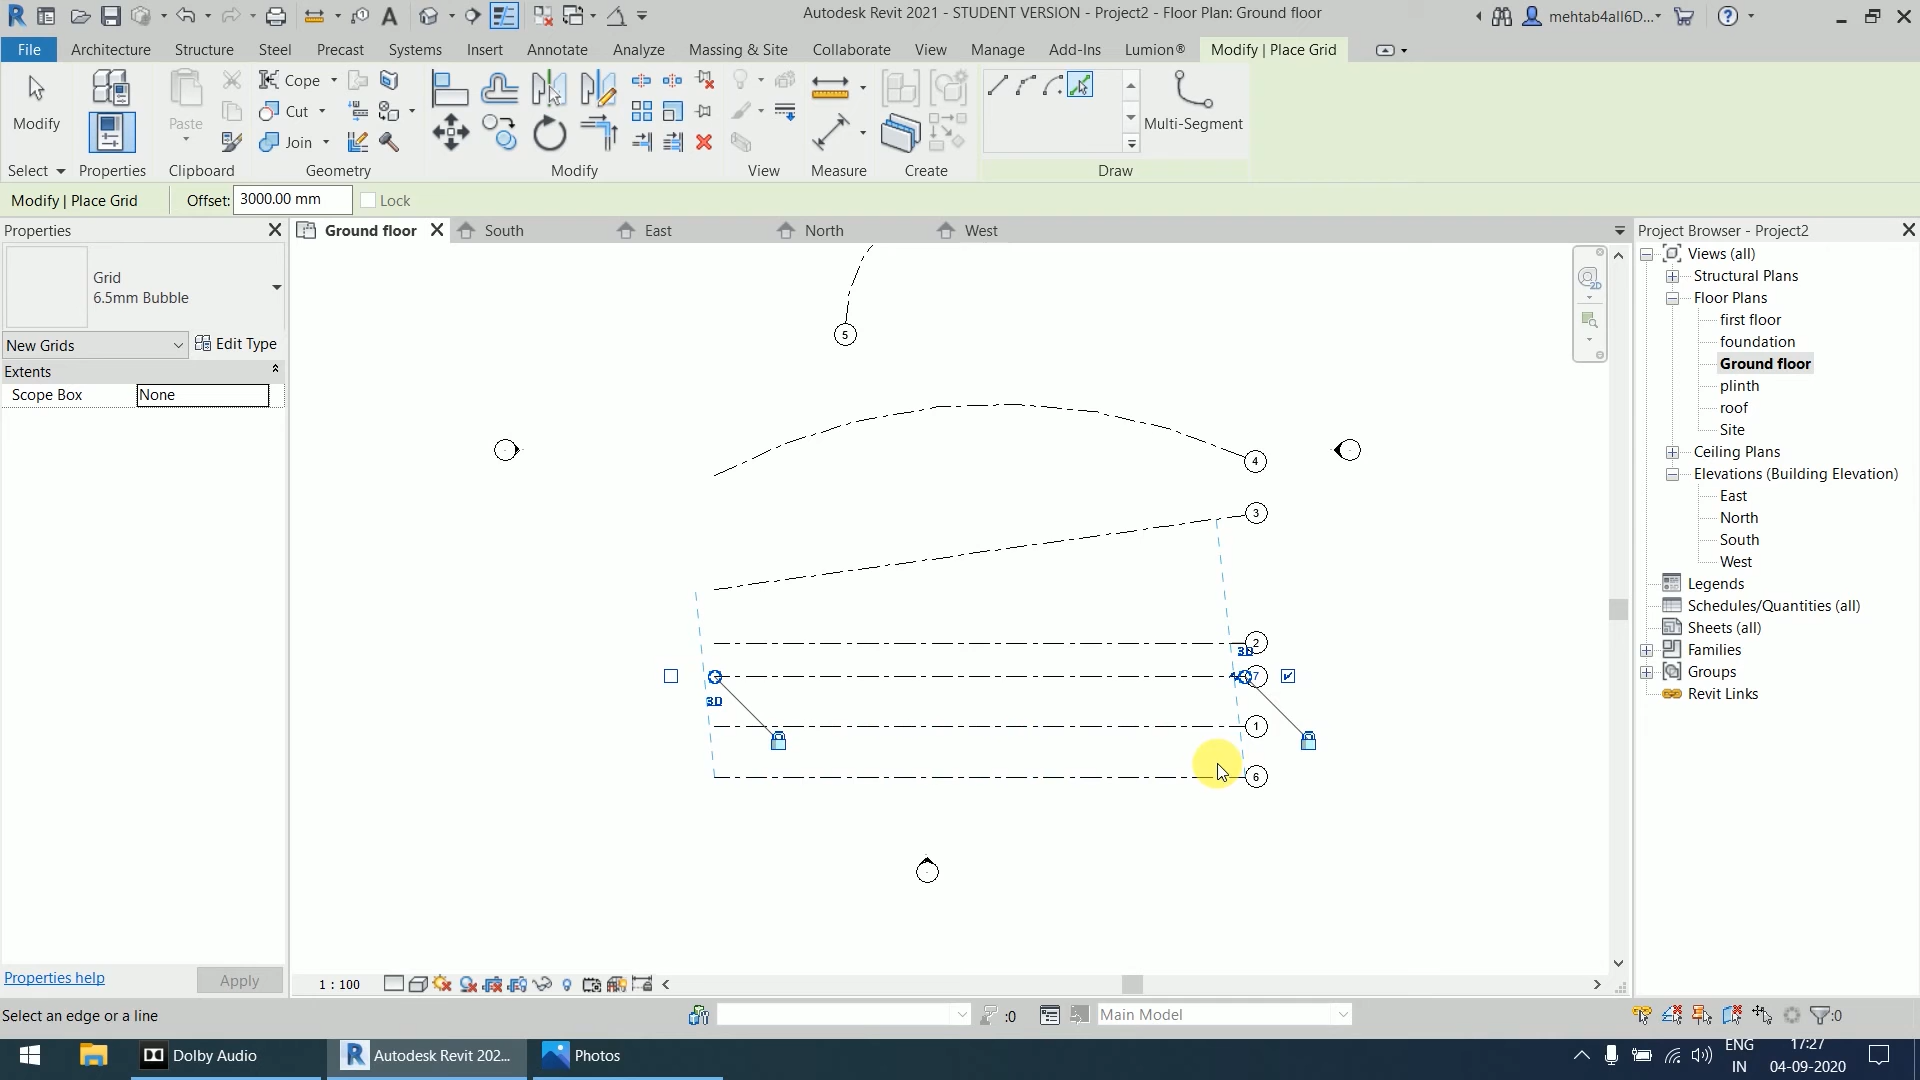 Autodesk Revit 2021 - STUDENT VERSION - Project2 - Floor Plan: Ground floor
mehtab4all6D...
File Architecture Structure Steel Precast Systems Insert Annotate Analyze Massing & Site Collaborate View Manage Add-Ins Lumion® Modify | Place Grid
Modify Paste Cope Cut Join Multi-Segment
Select Properties Clipboard Geometry Modify View Measure Create Draw
Modify | Place Grid Offset: 3000.00 mm Lock
Properties
Ground floor South East North West
Project Browser - Project2
Grid
6.5mm Bubble
New Grids Edit Type
Extents
Scope Box None
Properties help Apply
2D
5
4
3
2
3D
7
3D
1
6
Views (all)
Structural Plans
Floor Plans
first floor
foundation
Ground floor
plinth
roof
Site
Ceiling Plans
Elevations (Building Elevation)
East
North
South
West
Legends
Schedules/Quantities (all)
Sheets (all)
Families
Groups
Revit Links
1 : 100
Select an edge or a line :0 Main Model :0
Dolby Audio Autodesk Revit 202... Photos
ENG
IN
17:27
04-09-2020